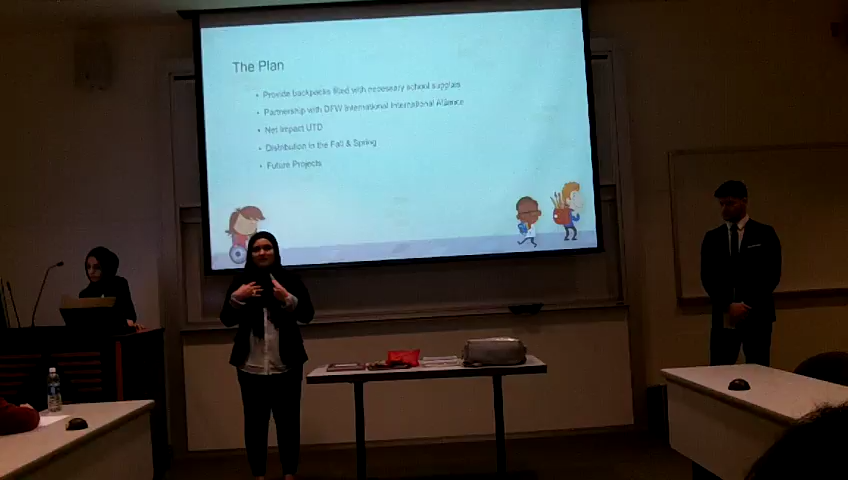 The Plan
• Provide backpacks filled with necessary school supplies
• Partnership with DFW International International Alliance
• Net Impact UTD
• Distribution in the Fall & Spring
• Future Projects